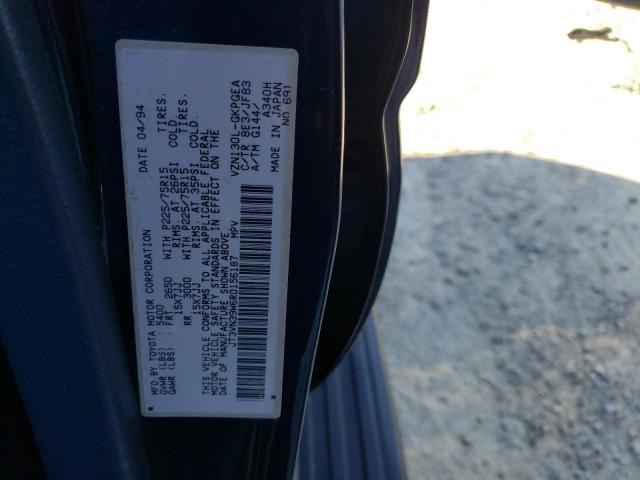 MFD BY TOYOTA MOTOR CORPORATION DATE 04/94
GVWR (LBS) : 5400
GAWR (LBS) : FRT 2650 WITH P225/75R15 TIRES.
15X7JJ RIMS. AT 26PSI COLD.
RR 3000 WITH P225/75R15 TIRES.
15X7JJ RIMS. AT 35PSI COLD.
THIS VEHICLE CONFORMS TO ALL APPLICABLE FEDERAL
MOTOR VEHICLE SAFETY STANDARDS IN EFFECT ON THE
DATE OF MANUFACTURE SHOWN ABOVE.
JT3VN39W6R0156187 MPV
VZN130L-GKPGEA
C/TR 8E3/JF83
A/TM G144/
A340H
MADE IN JAPAN
NO.691